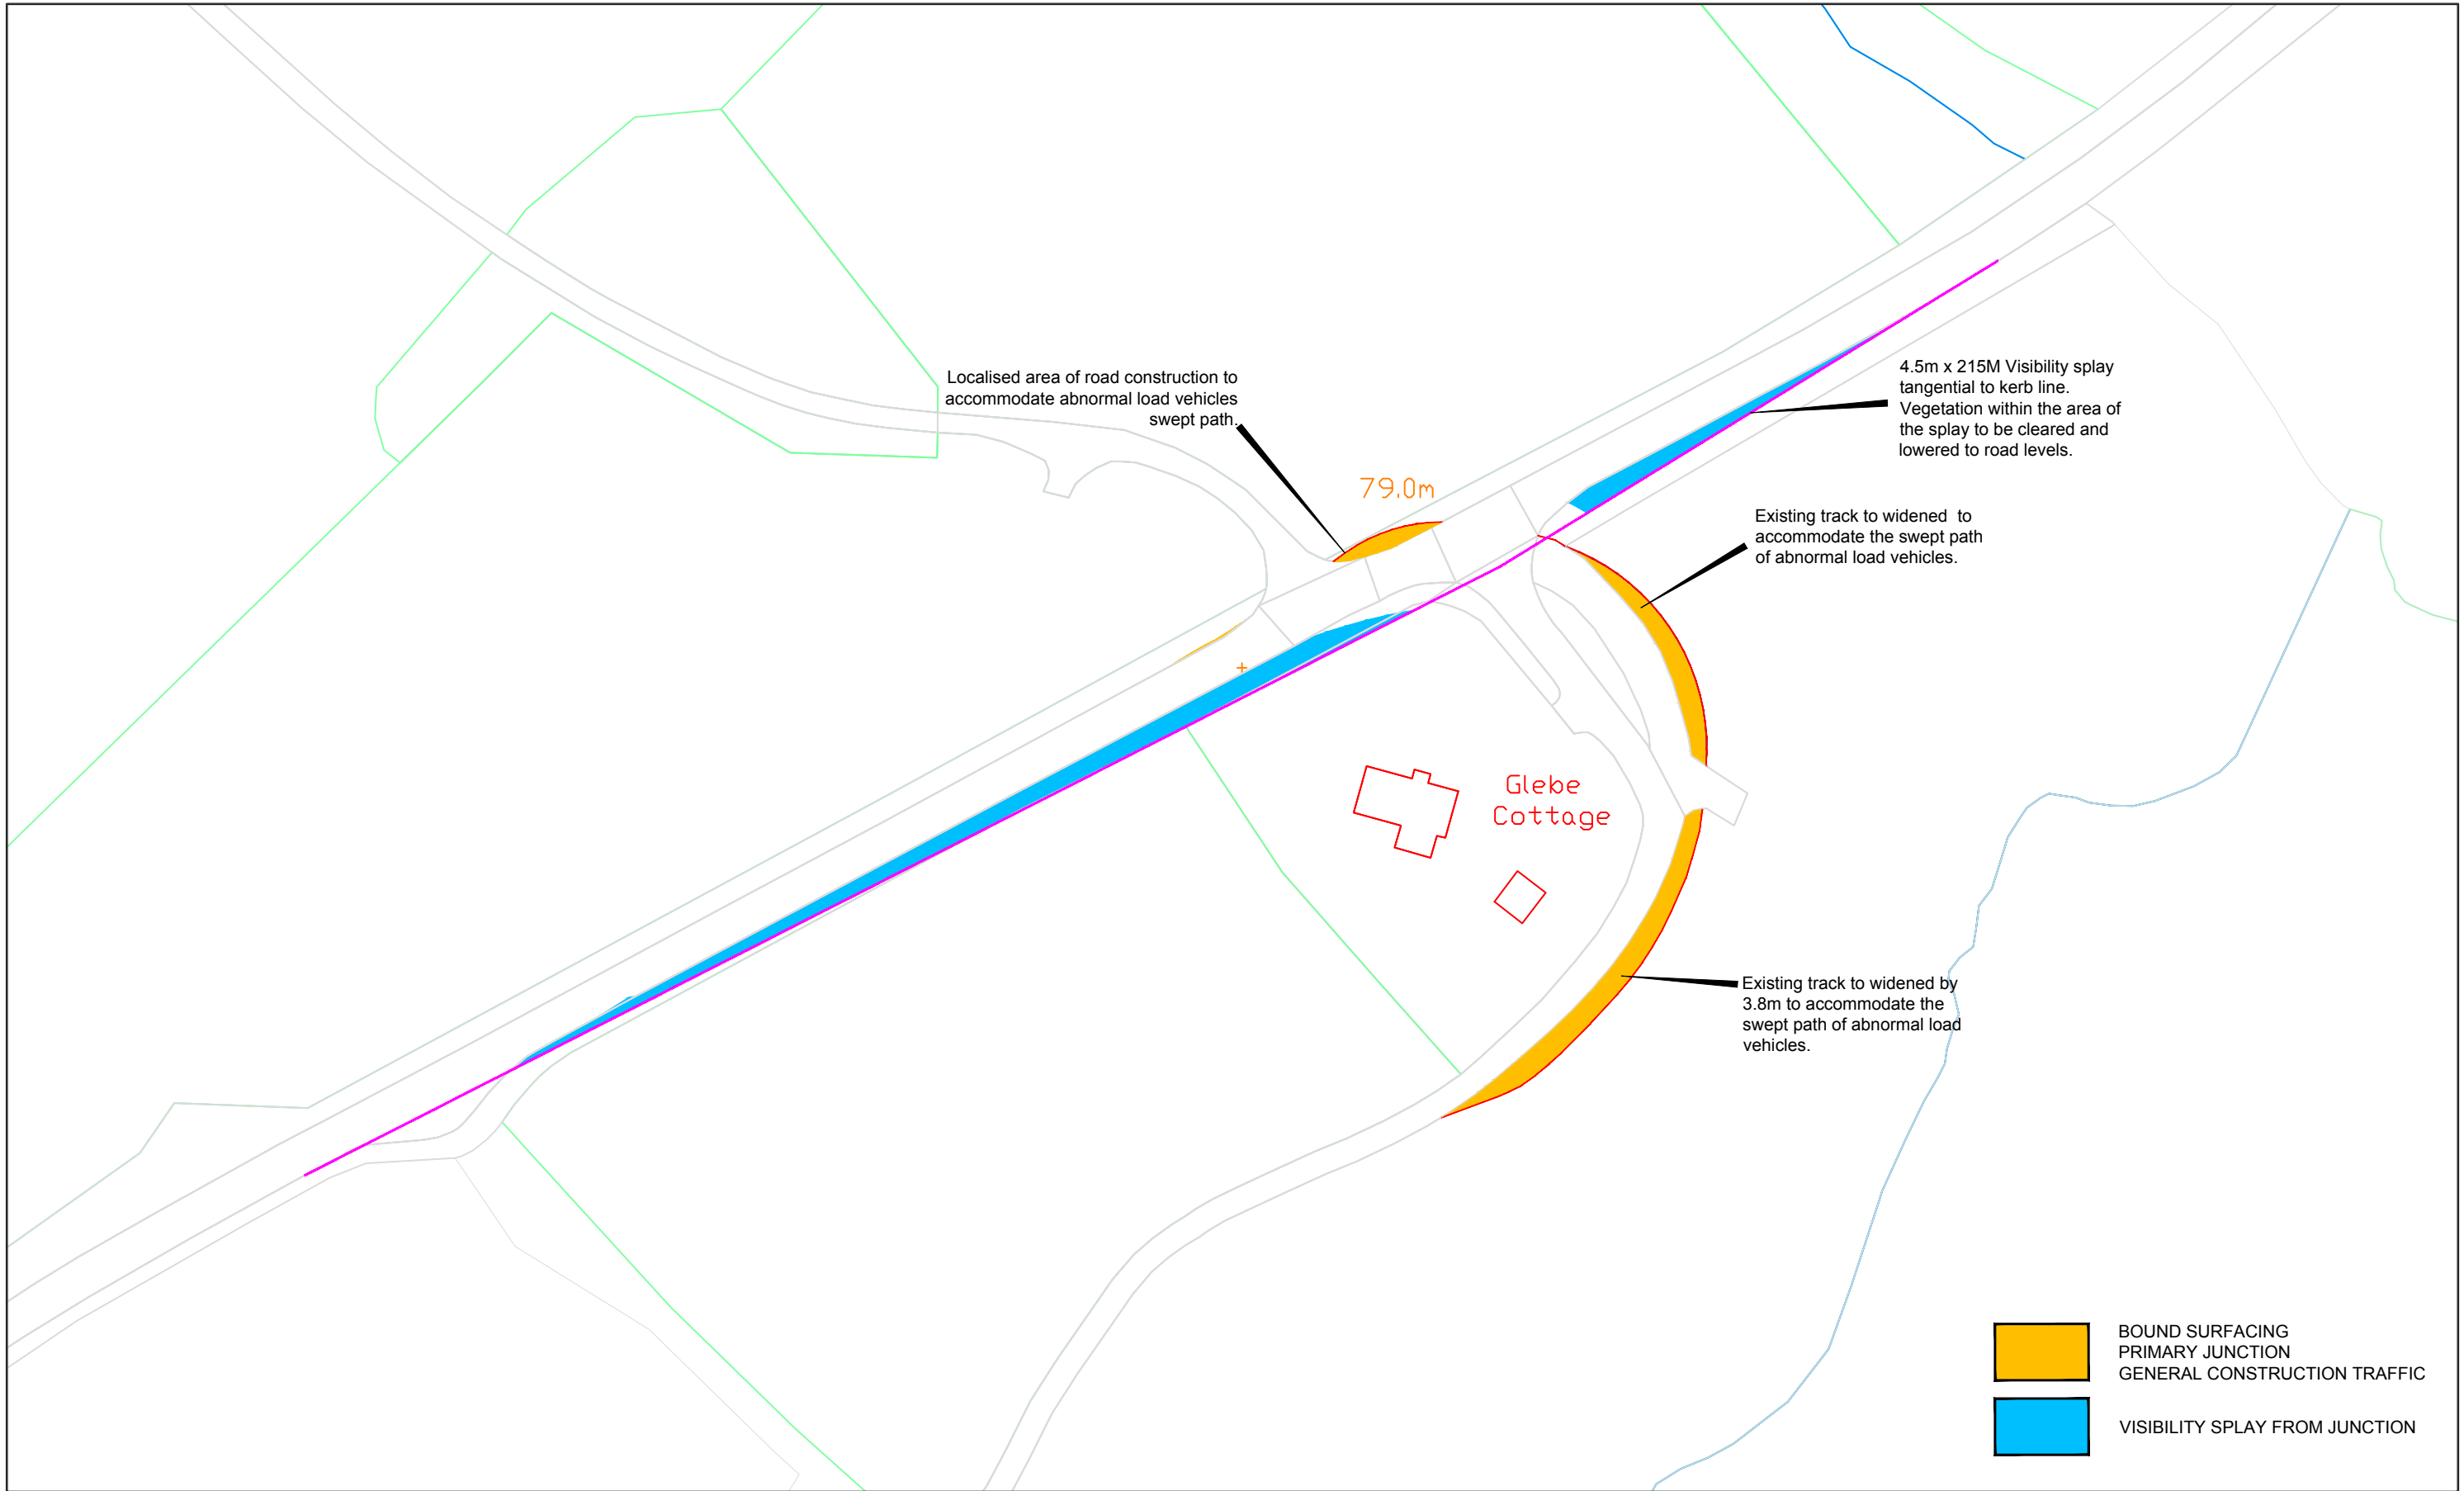 Localised area of road construction to
accommodate abnormal load vehicles
swept path.
79.0m
4.5m x 215M Visibility splay
tangential to kerb line.
Vegetation within the area of
the splay to be cleared and
lowered to road levels.
Existing track to widened to
accommodate the swept path
of abnormal load vehicles.
Glebe
Cottage
Existing track to widened by
3.8m to accommodate the
swept path of abnormal load
vehicles.
BOUND SURFACING
PRIMARY JUNCTION
GENERAL CONSTRUCTION TRAFFIC
VISIBILITY SPLAY FROM JUNCTION